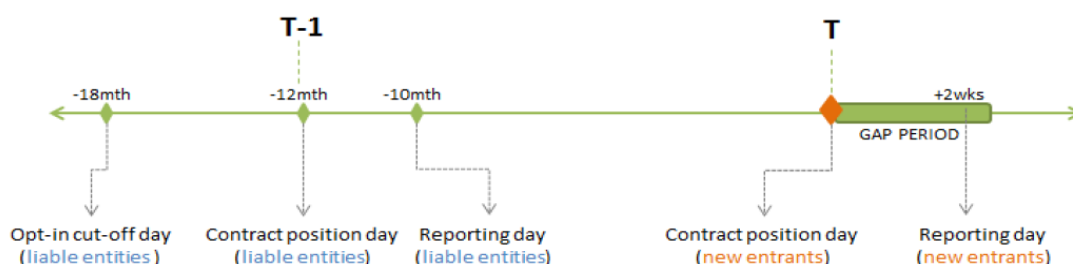 T-1
T
-18mth
-12mth
-10mth
+2wks
GAP PERIOD
Opt-in cut-off day
(liable entities )
Contract position day
(liable entities)
Reporting day
(liable entities)
Contract position day
(new entrants)
Reporting day
(new entrants)